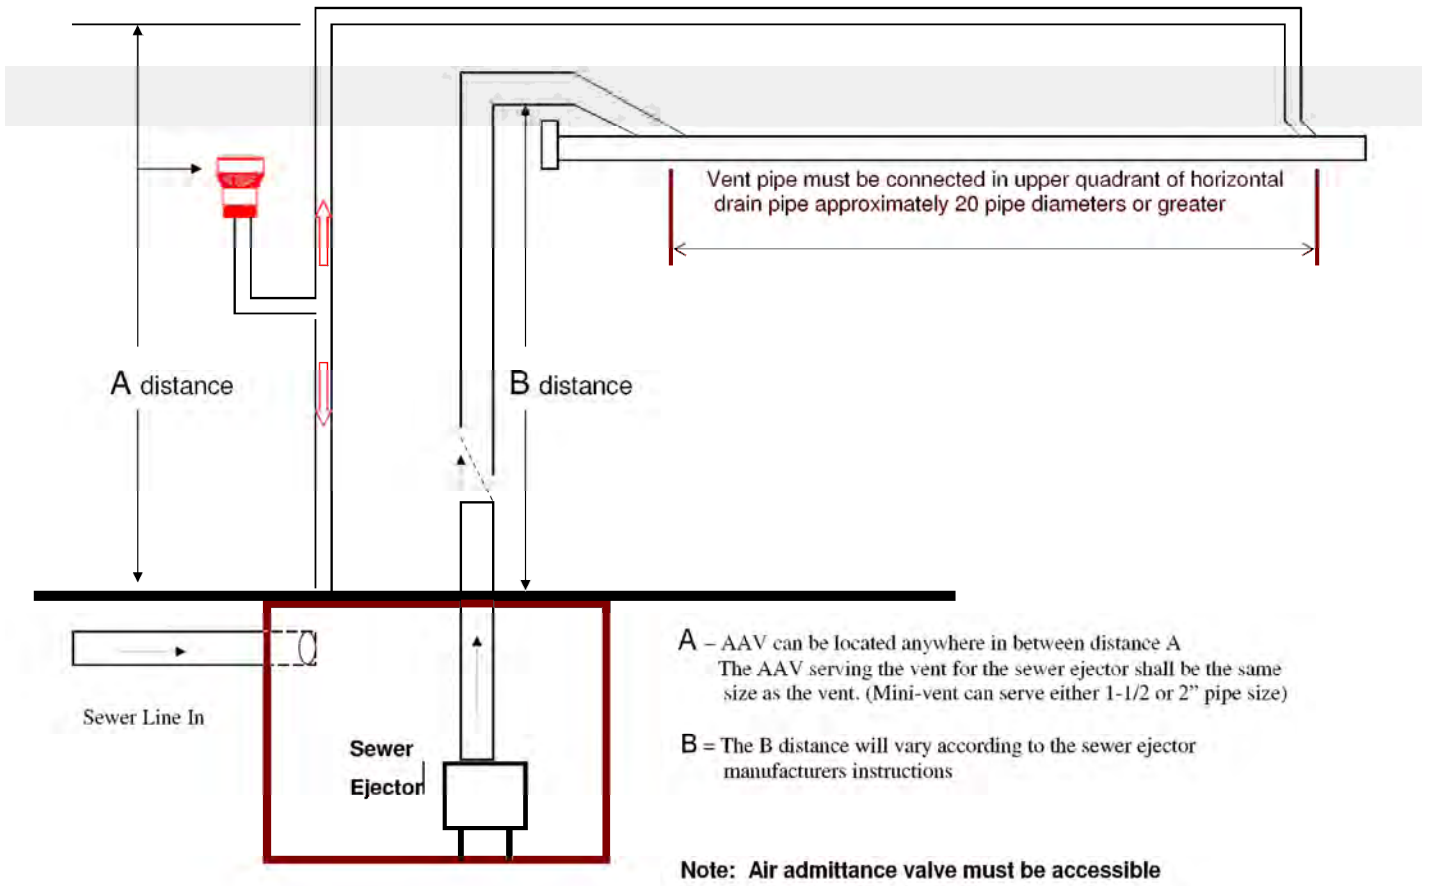 Vent pipe must be connected in upper quadrant of horizontal
drain pipe approximately 20 pipe diameters or greater
A distance
B distance
A – AAV can be located anywhere in between distance A
The AAV serving the vent for the sewer ejector shall be the same
size as the vent. (Mini-vent can serve either 1-1/2 or 2” pipe size)
Sewer Line In
Sewer
Ejector
B = The B distance will vary according to the sewer ejector
manufacturers instructions
Note: Air admittance valve must be accessible